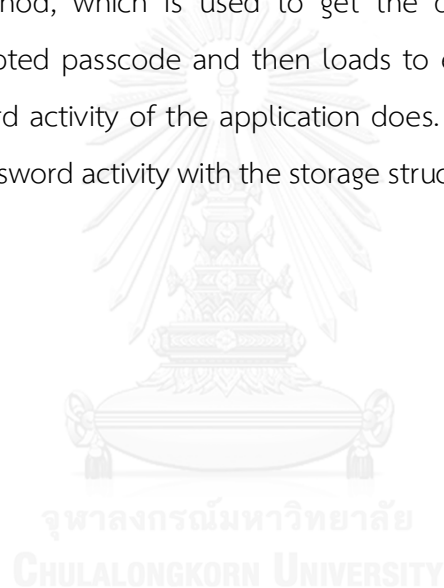 nod, which is used to get the
pted passcode and then loads to
rd activity of the application does.
sword activity with the storage struc
จุฬาลงกรณ์มหาวิทยาลัย
CHULALONGKORN UNIVERSITY